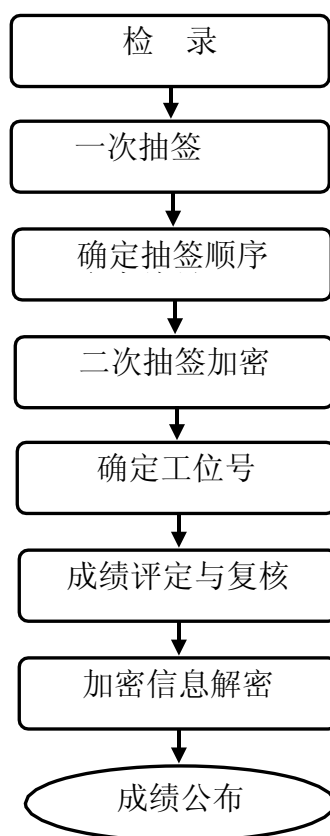 检 录
一次抽签
确定抽签顺序
二次抽签加密
确定工位号
成绩评定与复核
加密信息解密
成绩公布